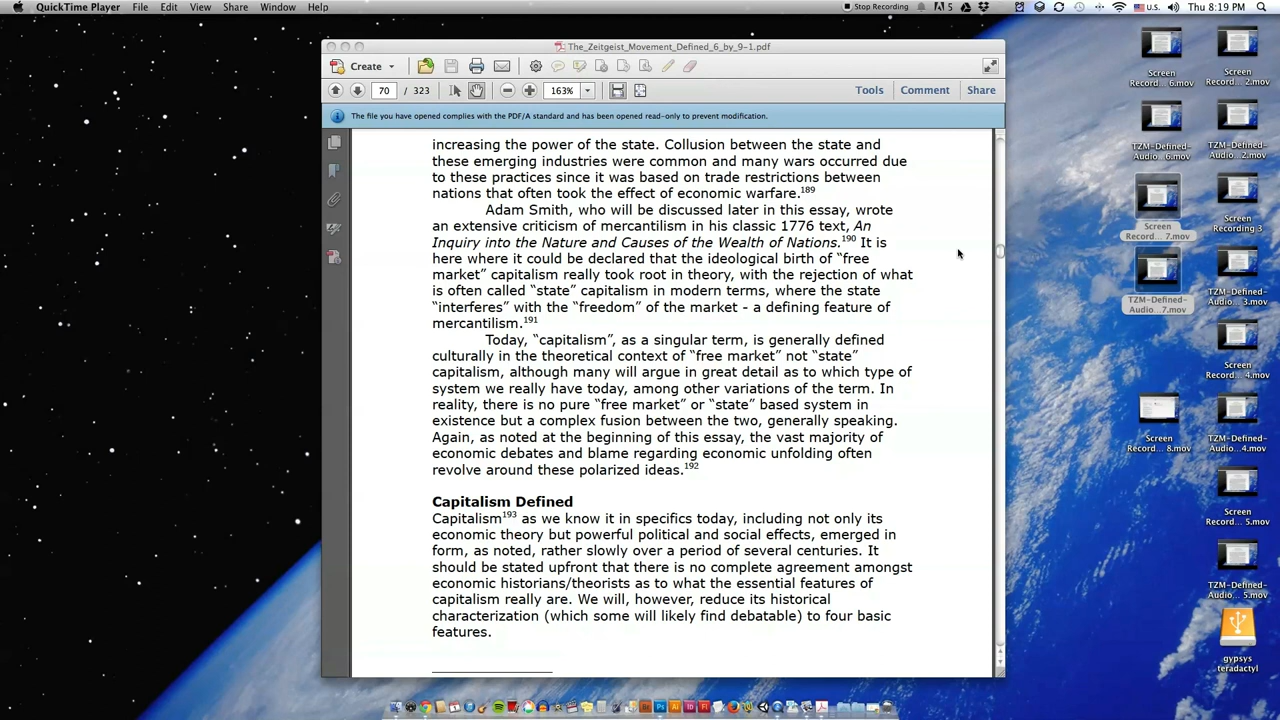 QuickTime Player File Edit View Share Window Help
Stop Recording 5 U.S. Thu 8:19 PM
The_Zeitgeist_Movement_Defined_6_by_9-1.pdf
Create
70 / 323 163% Tools Comment Share
The file you have opened complies with the PDF/A standard and has been opened read-only to prevent modification.
increasing the power of the state. Collusion between the state and
these emerging industries were common and many wars occurred due
to these practices since it was based on trade restrictions between
nations that often took the effect of economic warfare.189
Adam Smith, who will be discussed later in this essay, wrote
an extensive criticism of mercantilism in his classic 1776 text, An
Inquiry into the Nature and Causes of the Wealth of Nations.190 It is
here where it could be declared that the ideological birth of “free
market” capitalism really took root in theory, with the rejection of what
is often called “state” capitalism in modern terms, where the state
“interferes” with the “freedom” of the market - a defining feature of
mercantilism.191
Today, “capitalism”, as a singular term, is generally defined
culturally in the theoretical context of “free market” not “state”
capitalism, although many will argue in great detail as to which type of
system we really have today, among other variations of the term. In
reality, there is no pure “free market” or “state” based system in
existence but a complex fusion between the two, generally speaking.
Again, as noted at the beginning of this essay, the vast majority of
economic debates and blame regarding economic unfolding often
revolve around these polarized ideas.192
Capitalism Defined
Capitalism193 as we know it in specifics today, including not only its
economic theory but powerful political and social effects, emerged in
form, as noted, rather slowly over a period of several centuries. It
should be stated upfront that there is no complete agreement amongst
economic historians/theorists as to what the essential features of
capitalism really are. We will, however, reduce its historical
characterization (which some will likely find debatable) to four basic
features.
Screen
Record... 6.mov
Screen
Record... 2.mov
TZM-Defined-
Audio... 6.mov
TZM-Defined-
Audio... 2.mov
Screen
Record... 7.mov
Screen
Recording 3
TZM-Defined-
Audio... 7.mov
TZM-Defined-
Audio... 3.mov
Screen
Record... 4.mov
Screen
Record... 8.mov
TZM-Defined-
Audio... 4.mov
Screen
Record... 5.mov
TZM-Defined-
Audio... 5.mov
gypsys
teradactyl